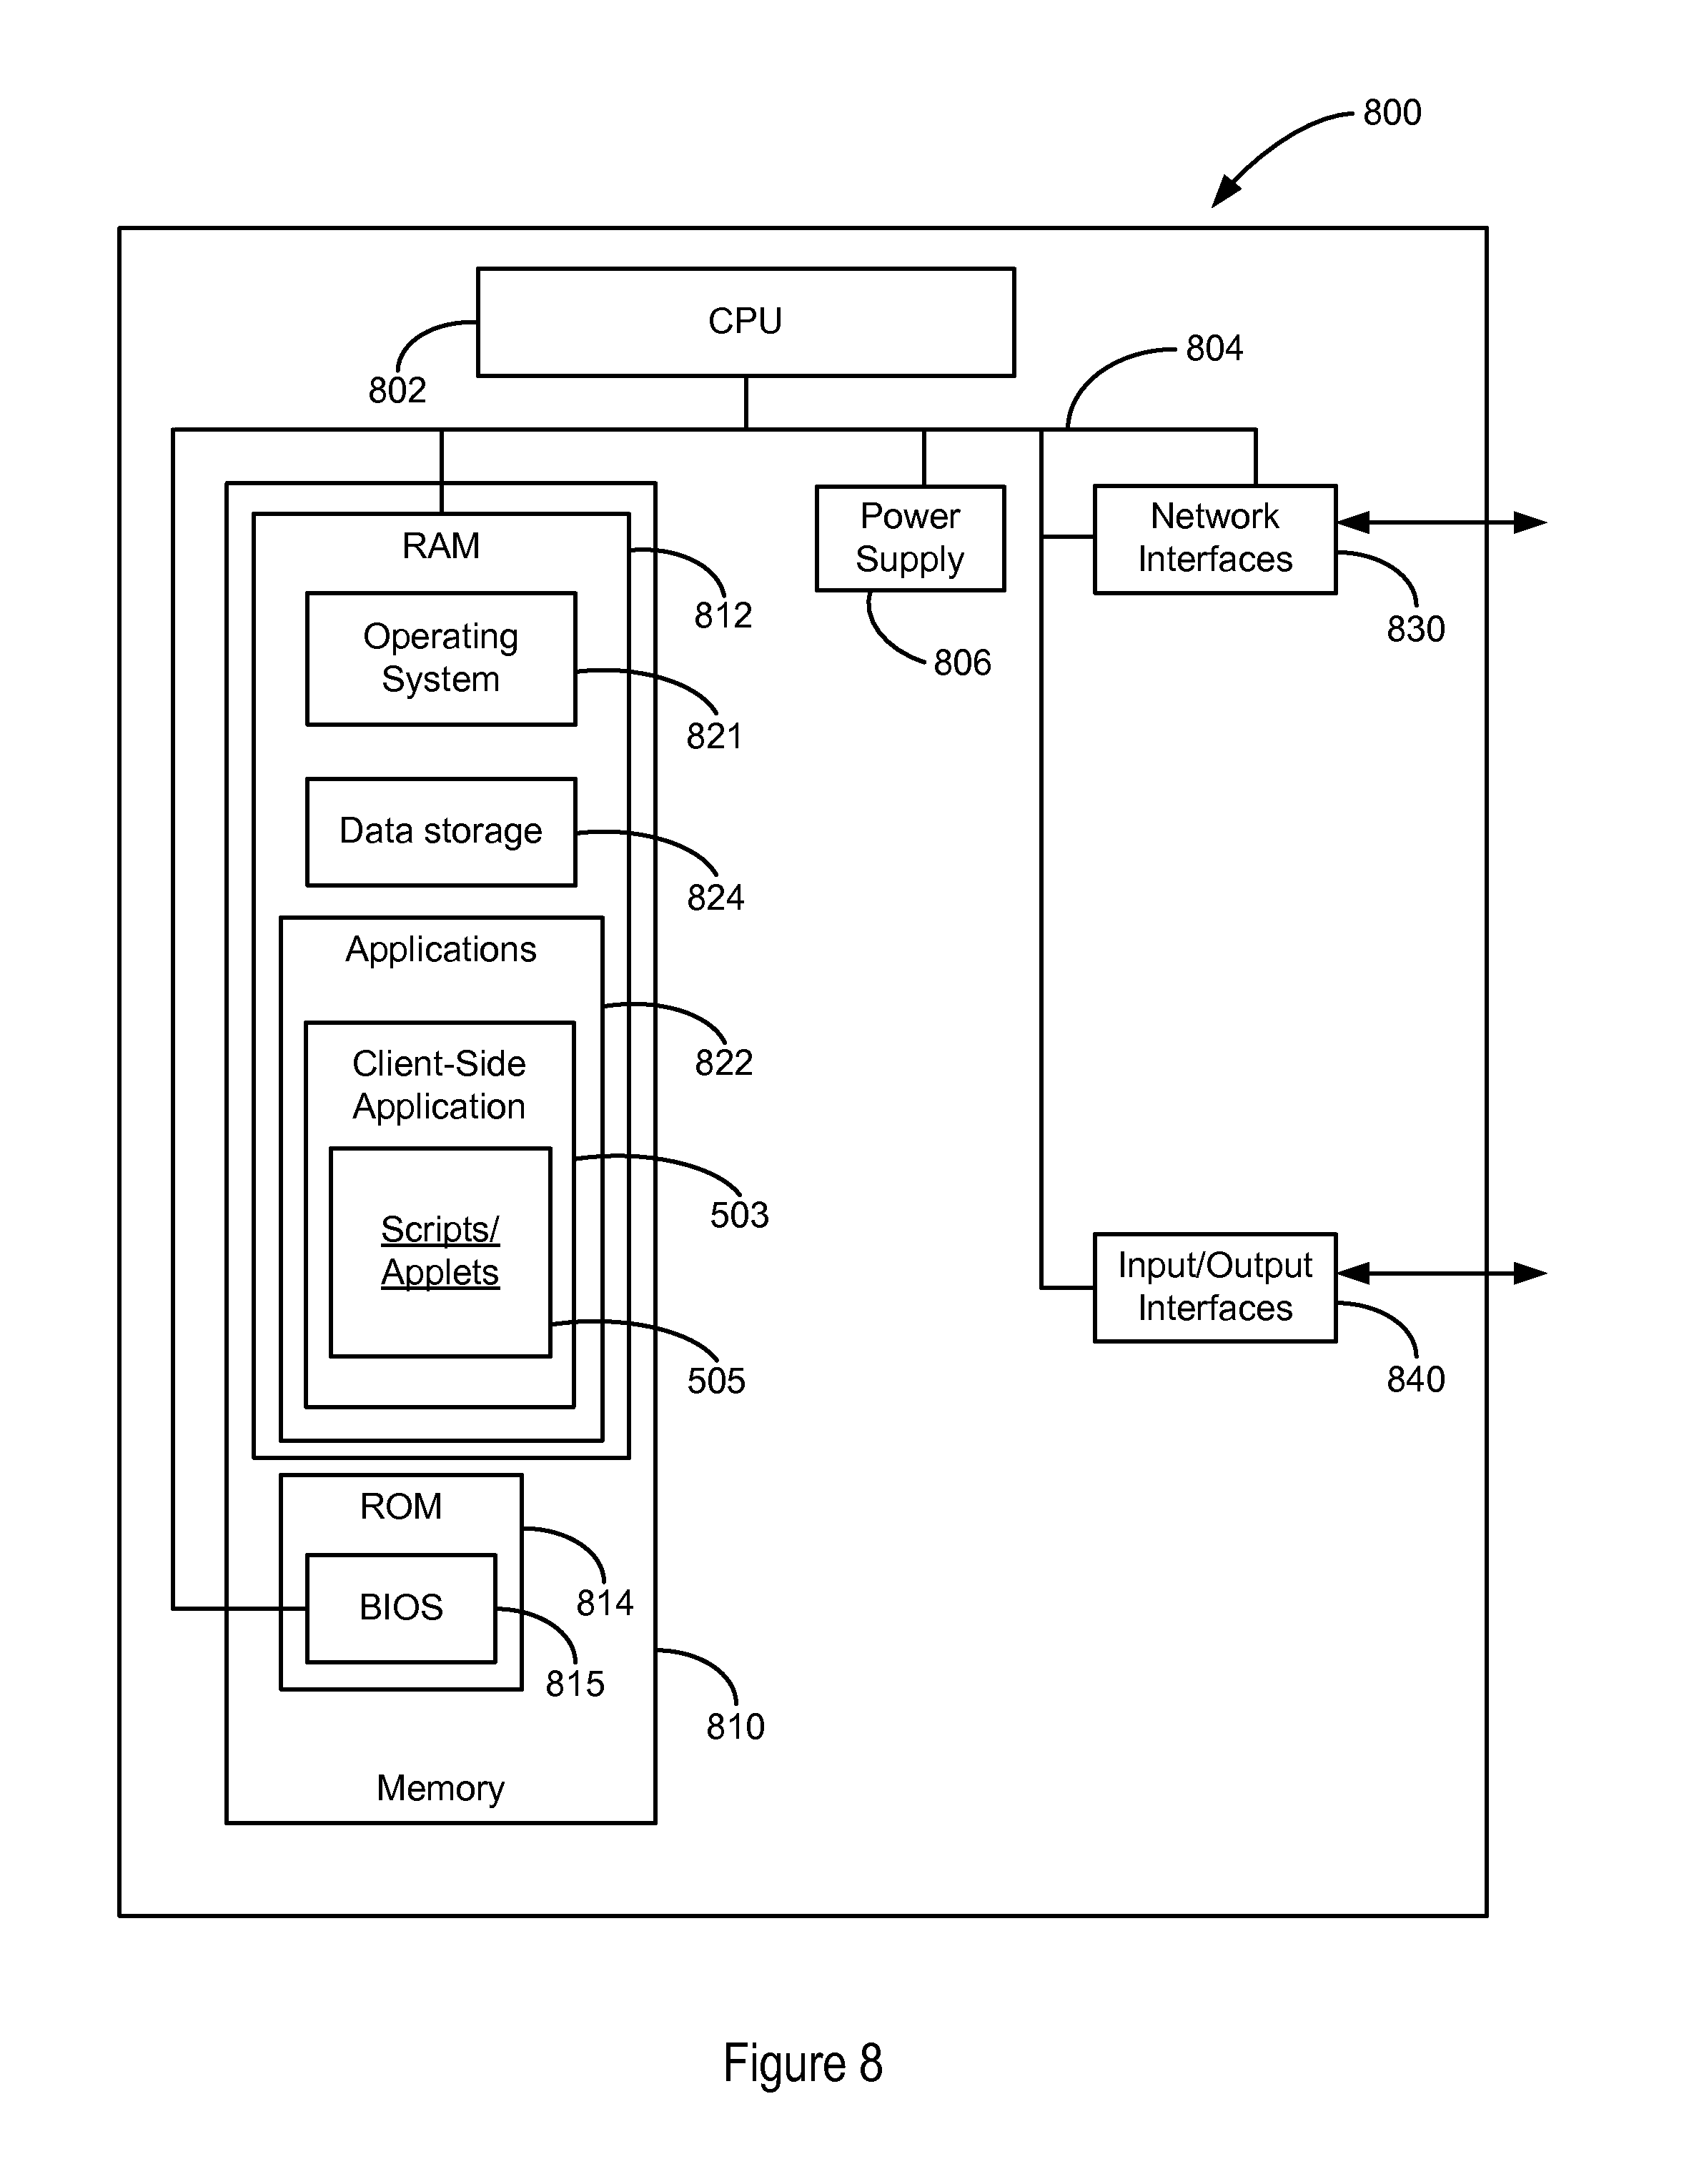 800
CPU
802
804
RAM
812
Operating
System
821
Data storage
824
Applications
822
Client-Side
Application
503
Scripts/
Applets
505
ROM
814
BIOS
815
810
Memory
Power
Supply
806
Network
Interfaces
830
Input/Output
Interfaces
840
Figure 8